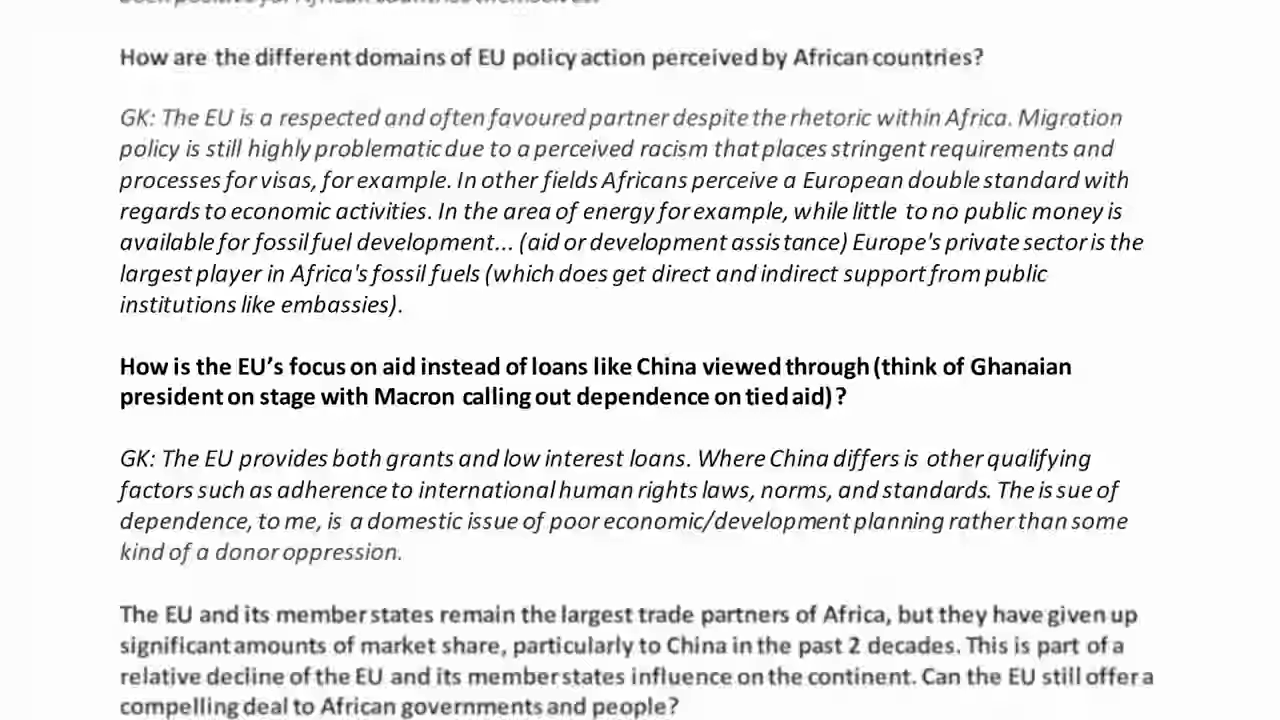 How are the different domains of EU policy action perceived by African countries?
GK: The EU is a respected and often favoured partner despite the rhetoric within Africa. Migration
policy is still highly problematic due to a perceived racism that places stringent requirements and
processes for visas, for example. In other fields Africans perceive a European double standard with
regards to economic activities. In the area of energy for example, while little to no public money is
available for fossil fuel development... (aid or development assistance) Europe's private sector is the
largest player in Africa's fossil fuels (which does get direct and indirect support from public
institutions like embassies).
How is the EU’s focus on aid instead of loans like China viewed through (think of Ghanaian
president on stage with Macron calling out dependence on tied aid)?
GK: The EU provides both grants and low interest loans. Where China differs is other qualifying
factors such as adherence to international human rights laws, norms, and standards. The issue of
dependence, to me, is a domestic issue of poor economic/development planning rather than some
kind of a donor oppression.
The EU and its member states remain the largest trade partners of Africa, but they have given up
significant amounts of market share, particularly to China in the past 2 decades. This is part of a
relative decline of the EU and its member states influence on the continent. Can the EU still offer a
compelling deal to African governments and people?